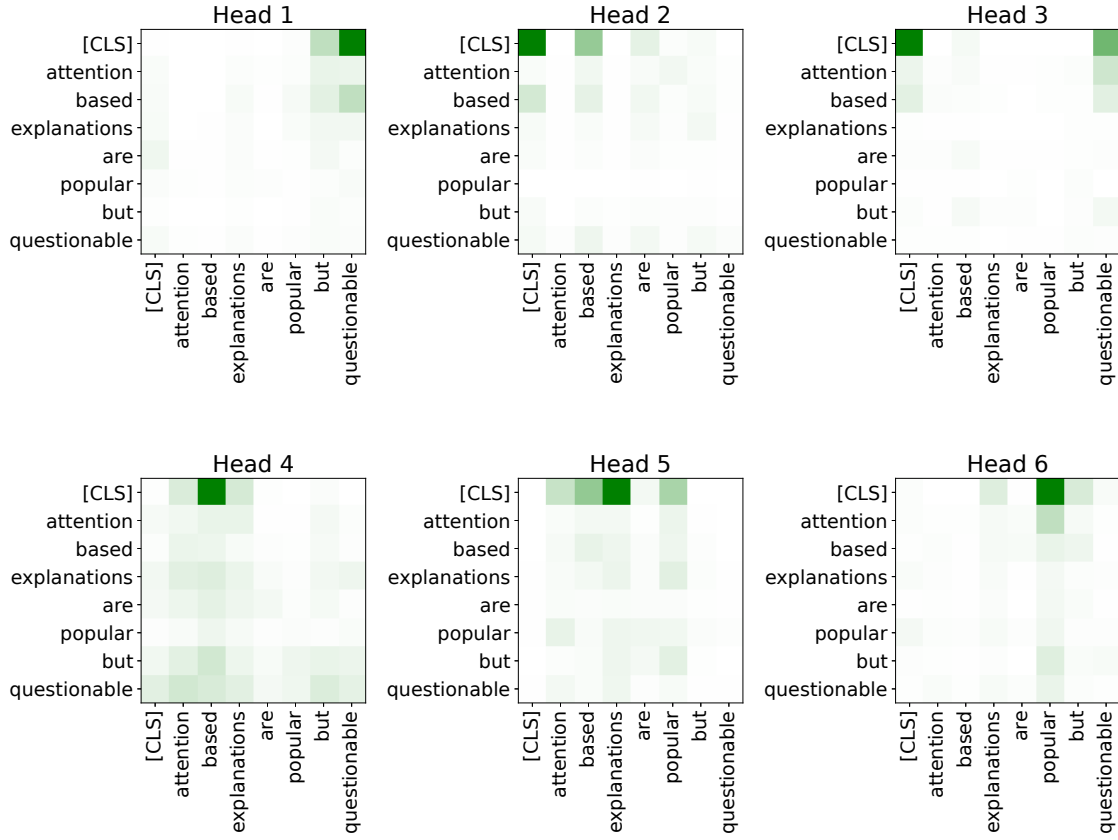 Head 1
[CLS]
attention
based
explanations
are
popular
but
questionable
[CLS]
attention
based
explanations
are
popular
but
questionable
Head 2
[CLS]
attention
based
explanations
are
popular
but
questionable
[CLS]
attention
based
explanations
are
popular
but
questionable
Head 3
[CLS]
attention
based
explanations
are
popular
but
questionable
[CLS]
attention
based
explanations
are
popular
but
questionable
Head 4
[CLS]
attention
based
explanations
are
popular
but
questionable
[CLS]
attention
based
explanations
are
popular
but
questionable
Head 5
[CLS]
attention
based
explanations
are
popular
but
questionable
[CLS]
attention
based
explanations
are
popular
but
questionable
Head 6
[CLS]
attention
based
explanations
are
popular
but
questionable
[CLS]
attention
based
explanations
are
popular
but
questionable